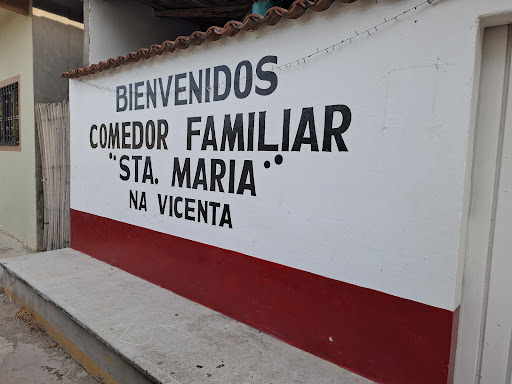 BIENVENIDOS
COMEDOR FAMILIAR
¨STA. MARIA¨
NA VICENTA